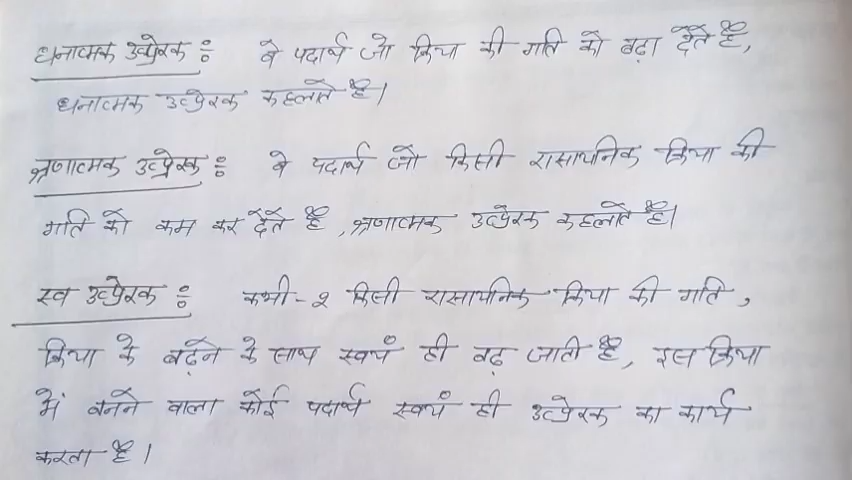 धनात्मक उत्प्रेरक : वे पदार्थ जो क्रिया की गति को बढ़ा देते है,
धनात्मक उत्प्रेरक कहलाते है।
ऋणात्मक उत्प्रेरक : वे पदार्थ जो किसी रासायनिक क्रिया की
गति को कम कर देते है, ऋणात्मक उत्प्रेरक कहलाते है।
स्व उत्प्रेरक : कभी-२ किसी रासायनिक क्रिया की गति,
क्रिया के बढ़ने के साथ स्वयं ही बढ़ जाती है, इस क्रिया
में बनने वाला कोई पदार्थ स्वयं ही उत्प्रेरक का कार्य
करता है।